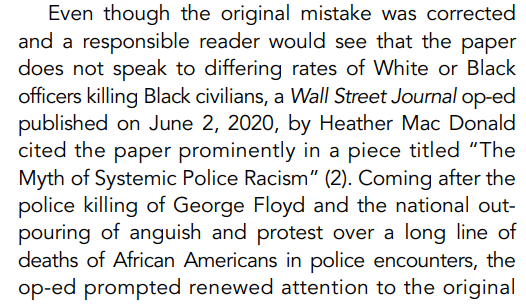 Even though the original mistake was corrected
and a responsible reader would see that the paper
does not speak to differing rates of White or Black
officers killing Black civilians, a Wall Street Journal op-ed
published on June 2, 2020, by Heather Mac Donald
cited the paper prominently in a piece titled “The
Myth of Systemic Police Racism” (2). Coming after the
police killing of George Floyd and the national out-
pouring of anguish and protest over a long line of
deaths of African Americans in police encounters, the
op-ed prompted renewed attention to the original